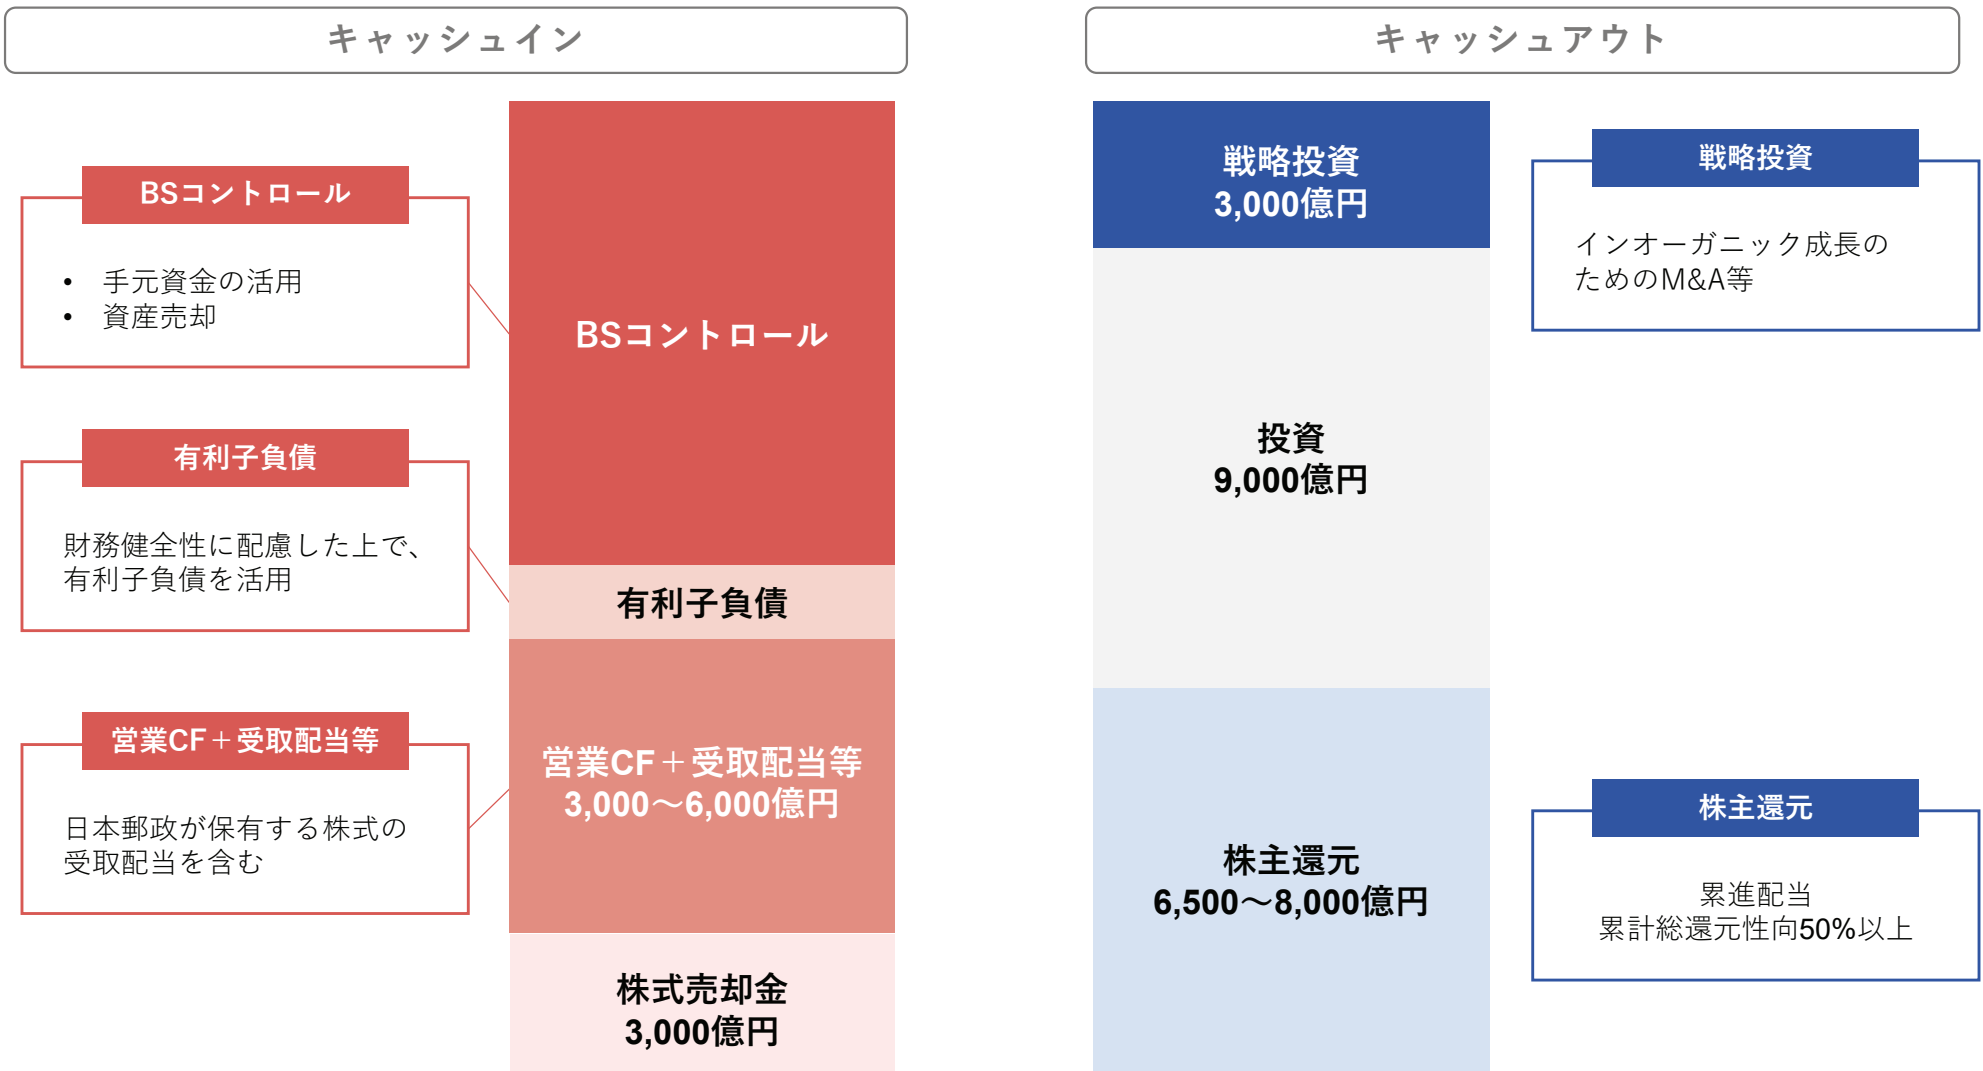 キャッシュイン
BSコントロール
• 手元資金の活用
• 資産売却
有利子負債
財務健全性に配慮した上で、
有利子負債を活用
営業CF＋受取配当等
日本郵政が保有する株式の
受取配当を含む
BSコントロール
有利子負債
営業CF＋受取配当等
3,000～6,000億円
株式売却金
3,000億円
キャッシュアウト
戦略投資
3,000億円
投資
9,000億円
株主還元
6,500～8,000億円
戦略投資
インオーガニック成長の
ためのM&A等
株主還元
累進配当
累計総還元性向50%以上